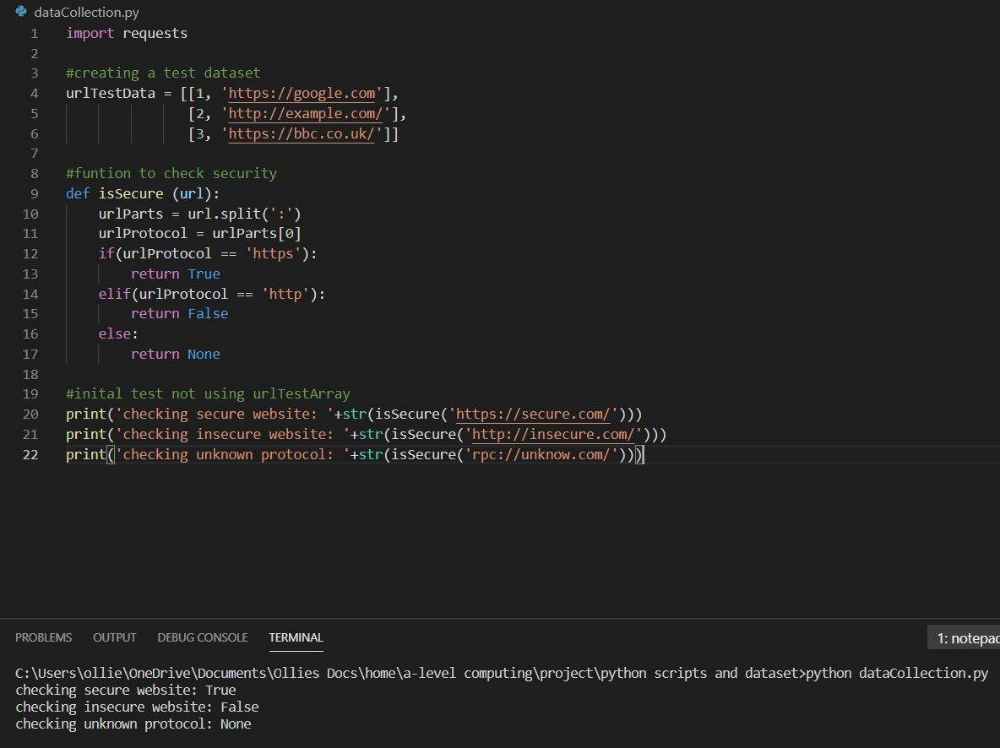 dataCollection.py
1 import requests
2
3 #creating a test dataset
4 urlTestData = [[1, 'https://google.com'],
5 [2, 'http://example.com/'],
6 [3, 'https://bbc.co.uk/']]
7
8 #funtion to check security
9 def isSecure (url):
10 urlParts = url.split(':')
11 urlProtocol = urlParts[0]
12 if(urlProtocol == 'https'):
13 return True
14 elif(urlProtocol == 'http'):
15 return False
16 else:
17 return None
18
19 #inital test not using urlTestArray
20 print('checking secure website: '+str(isSecure('https://secure.com/')))
21 print('checking insecure website: '+str(isSecure('http://insecure.com/')))
22 print('checking unknown protocol: '+str(isSecure('rpc://unknow.com/')))
PROBLEMS OUTPUT DEBUG CONSOLE TERMINAL 1: notepad
C:\Users\ollie\OneDrive\Documents\Ollies Docs\home\a-level computing\project\python scripts and dataset>python dataCollection.py
checking secure website: True
checking insecure website: False
checking unknown protocol: None